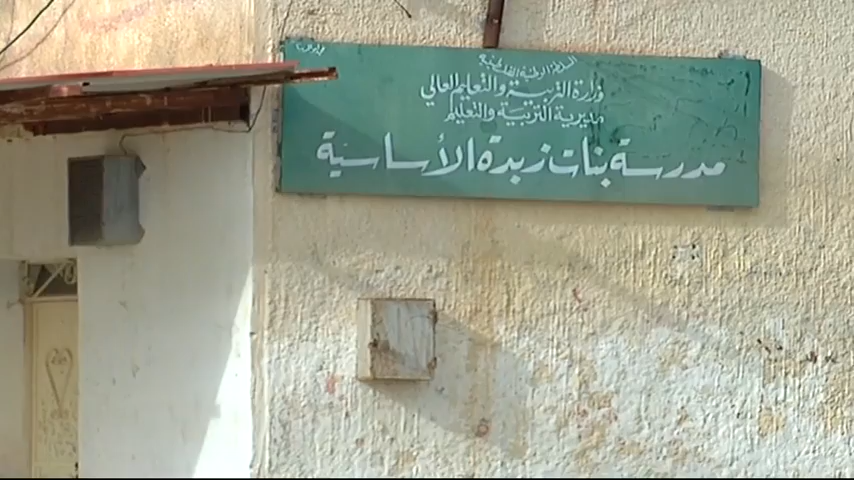 السلطة الوطنية الفلسطينية
وزارة التربية والتعليم العالي
مديرية التربية والتعليم
مدرسة بنات زبدة الأساسية